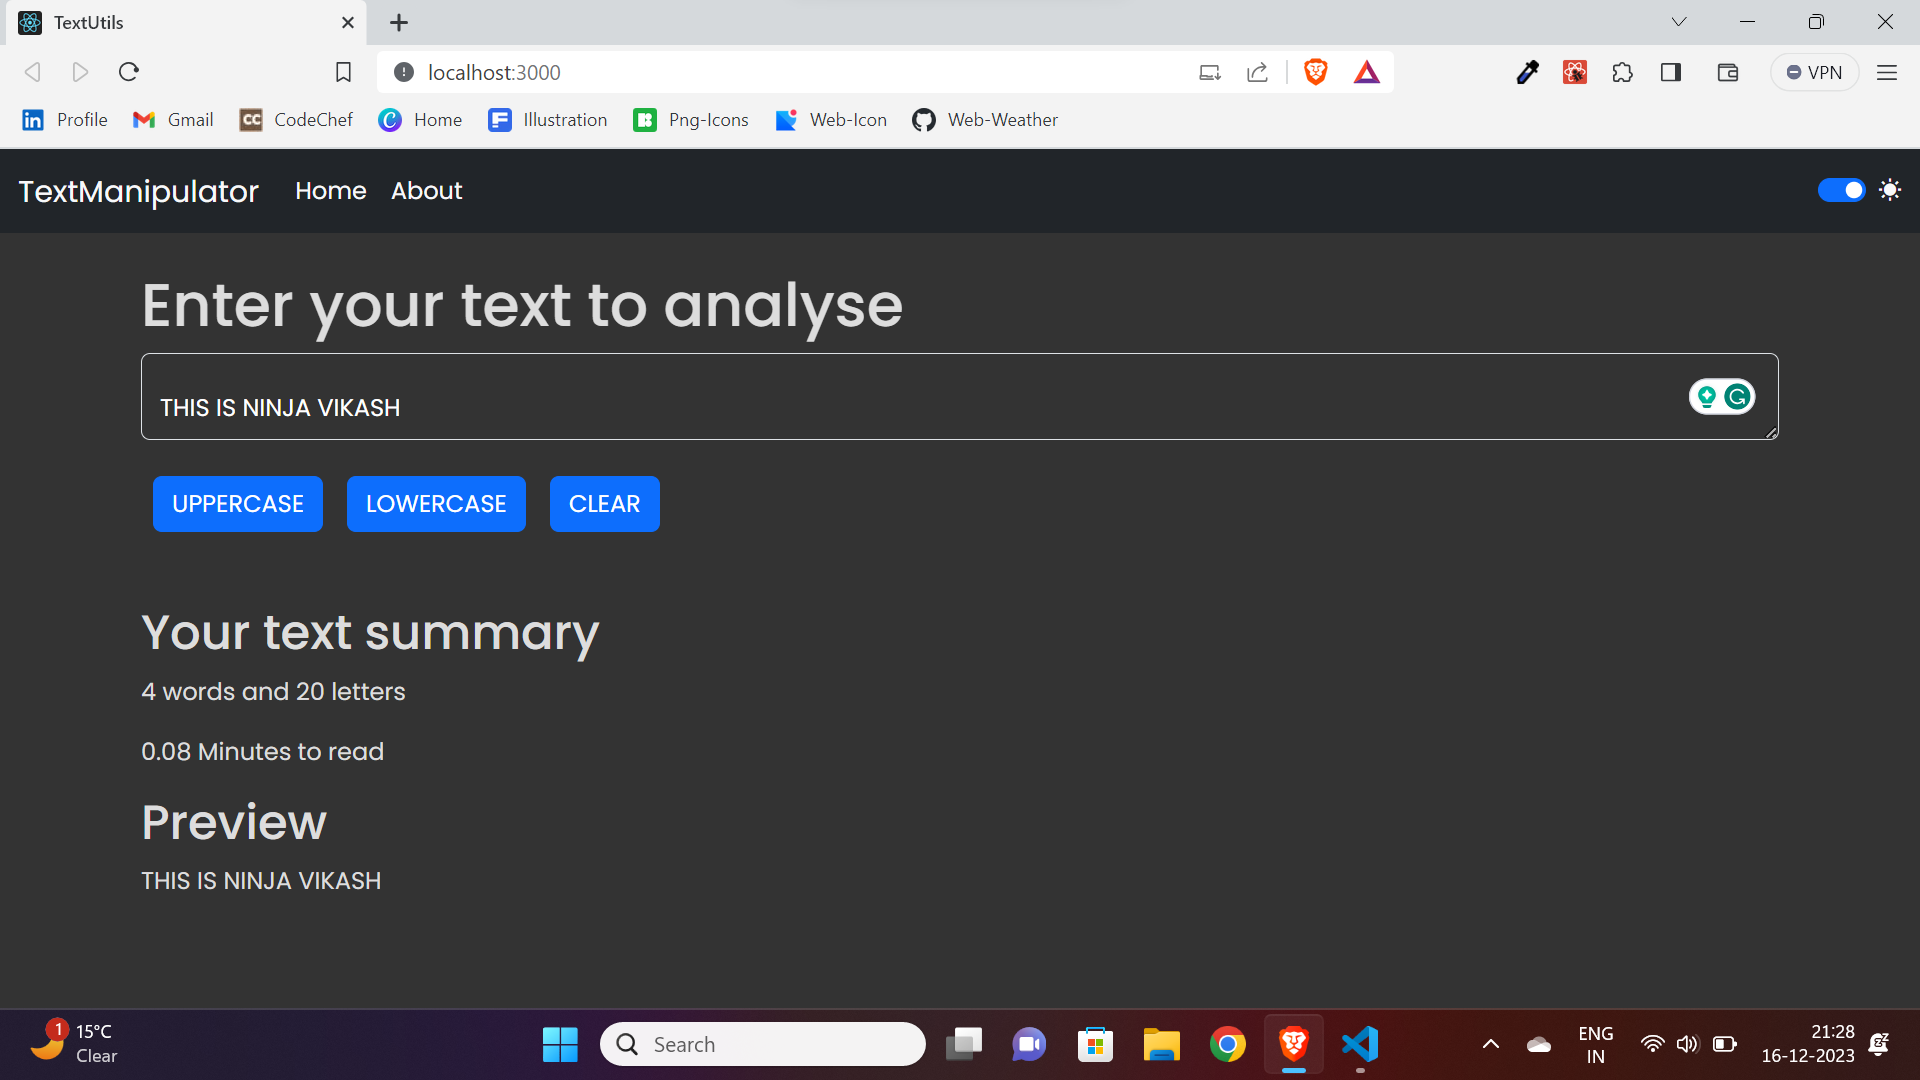 TextUtils
localhost:3000
VPN
Profile Gmail CC CodeChef Home Illustration Png-Icons Web-Icon Web-Weather
TextManipulator Home About
Enter your text to analyse
THIS IS NINJA VIKASH
UPPERCASE LOWERCASE CLEAR
Your text summary
4 words and 20 letters
0.08 Minutes to read
Preview
THIS IS NINJA VIKASH
1 15°C
Clear
Search
ENG
IN
21:28
16-12-2023